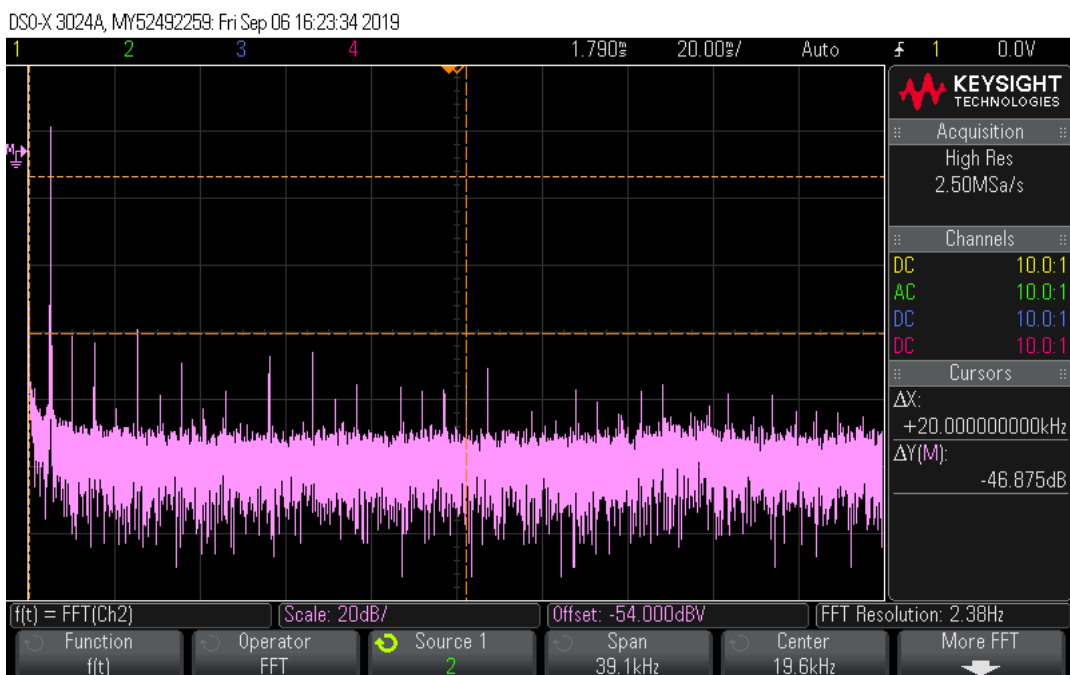 DSO-X 3024A, MY52492259: Fri Sep 06 16:23:34 2019
1 2 3 4 1.790s 20.00s/ Auto 1 0.0V
KEYSIGHT
TECHNOLOGIES
Acquisition
High Res
2.50MSa/s
Channels
DC 10.0:1
AC 10.0:1
DC 10.0:1
DC 10.0:1
Cursors
ΔX:
+20.000000000kHz
ΔY(M):
-46.875dB
M
f(t) = FFT(Ch2) Scale: 20dB/ Offset: -54.000dBV FFT Resolution: 2.38Hz
Function Operator Source 1 Span Center More FFT
f(t) FFT 2 39.1kHz 19.6kHz